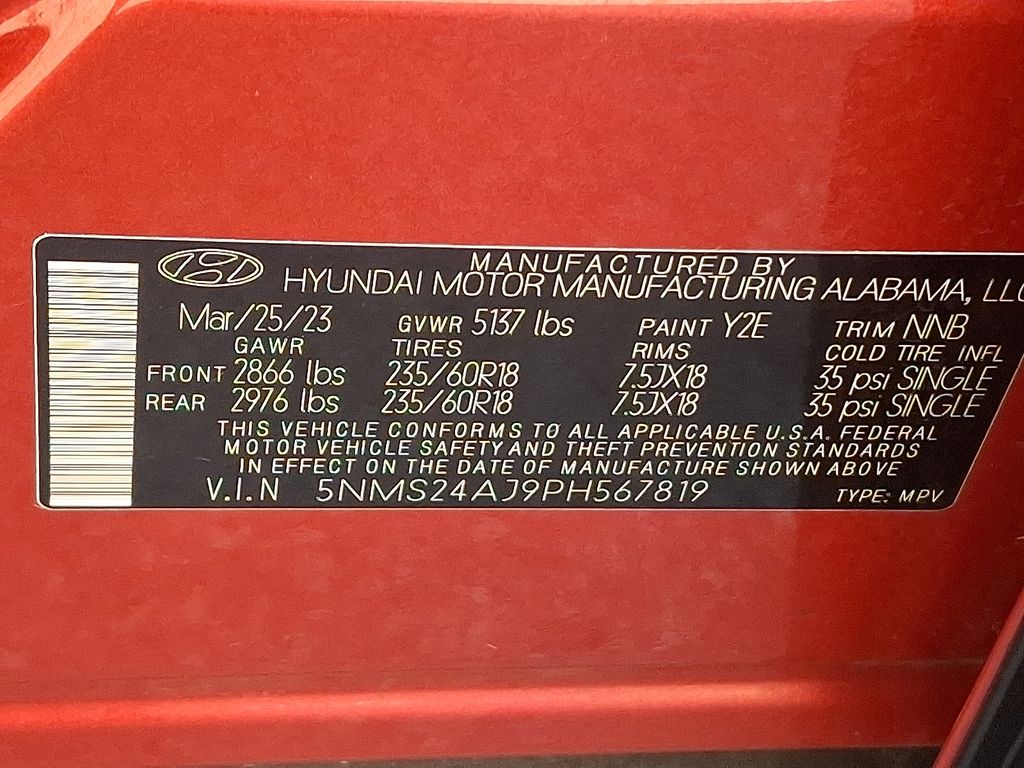 MANUFACTURED BY
HYUNDAI MOTOR MANUFACTURING ALABAMA, LLC
Mar/25/23 GVWR 5137 lbs PAINT Y2E TRIM NNB
GAWR TIRES RIMS COLD TIRE INFL
FRONT 2866 lbs 235/60R18 7.5JX18 35 psi SINGLE
REAR 2976 lbs 235/60R18 7.5JX18 35 psi SINGLE
THIS VEHICLE CONFORMS TO ALL APPLICABLE U.S.A. FEDERAL
MOTOR VEHICLE SAFETY AND THEFT PREVENTION STANDARDS
IN EFFECT ON THE DATE OF MANUFACTURE SHOWN ABOVE
V.I.N 5NMS24AJ9PH567819 TYPE: MPV